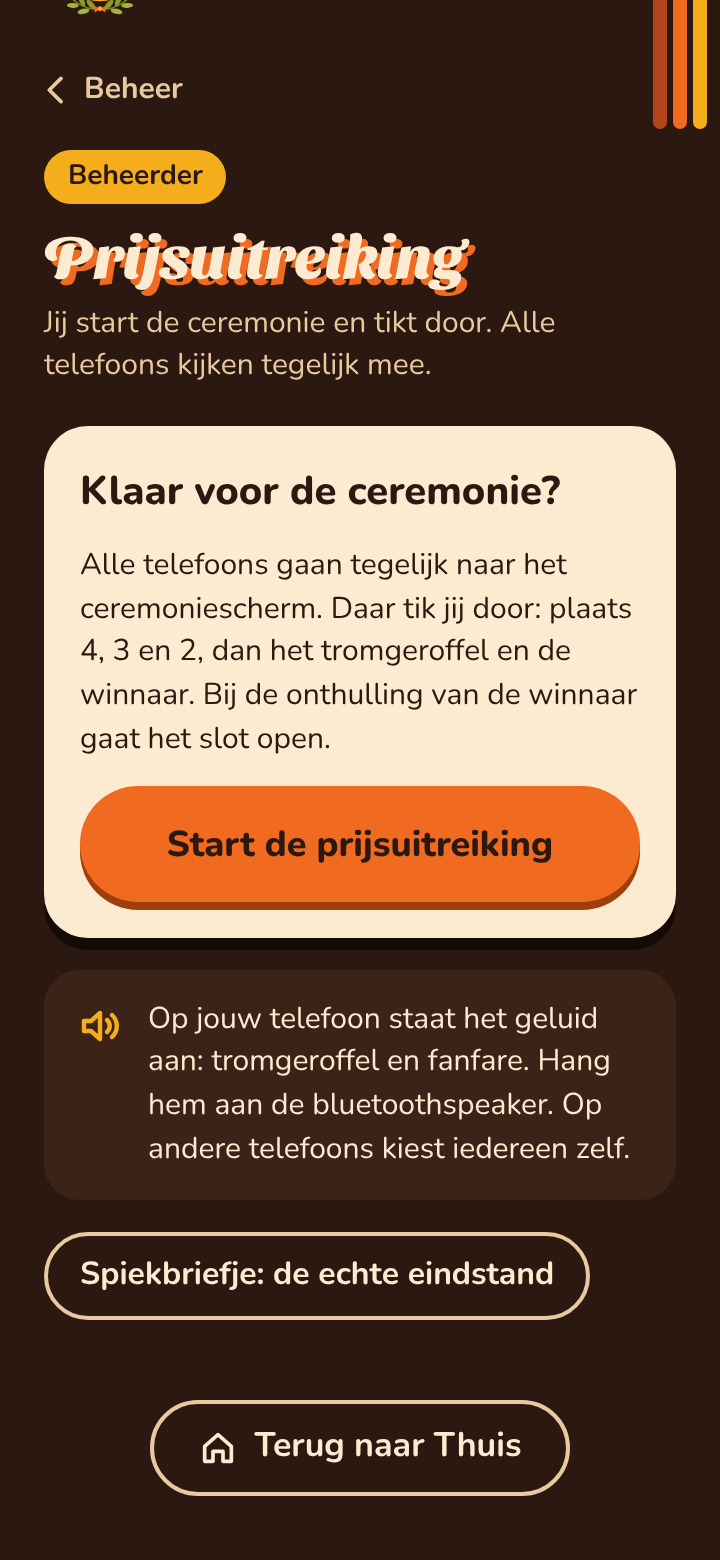 Beheer
Beheerder
Prijsuitreiking
Jij start de ceremonie en tikt door. Alle
telefoons kijken tegelijk mee.
Klaar voor de ceremonie?
Alle telefoons gaan tegelijk naar het
ceremoniescherm. Daar tik jij door: plaats
4, 3 en 2, dan het tromgeroffel en de
winnaar. Bij de onthulling van de winnaar
gaat het slot open.
Start de prijsuitreiking
Op jouw telefoon staat het geluid
aan: tromgeroffel en fanfare. Hang
hem aan de bluetoothspeaker. Op
andere telefoons kiest iedereen zelf.
Spiekbriefje: de echte eindstand
Terug naar Thuis